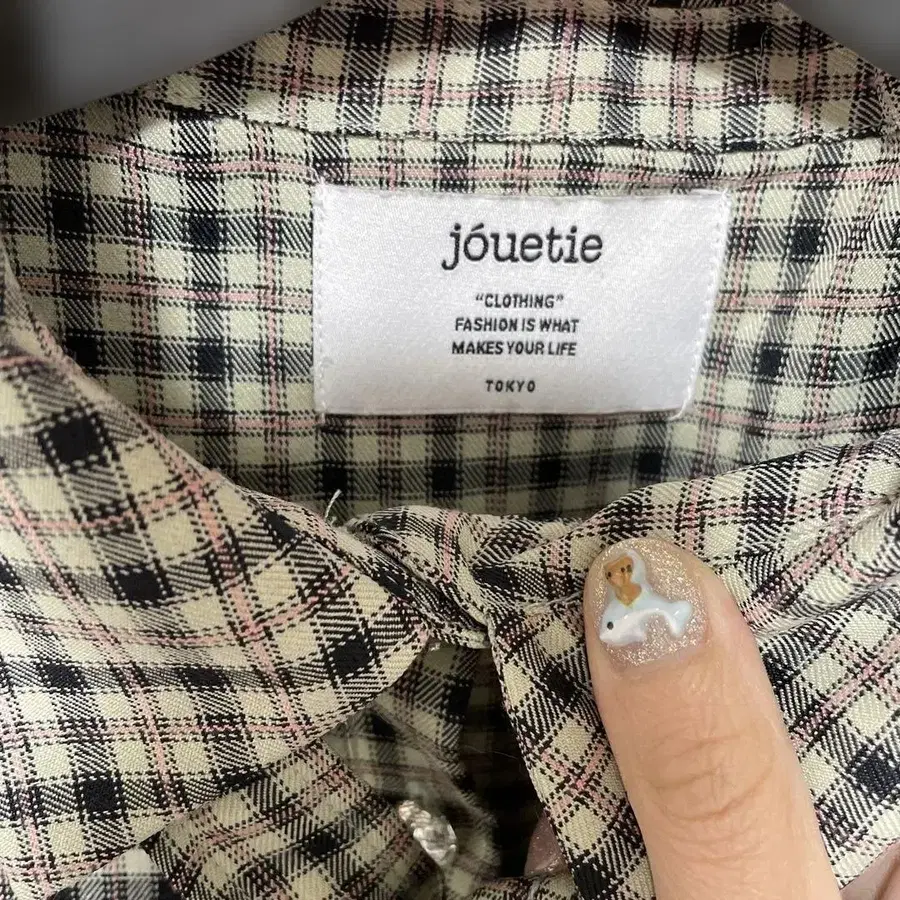 jóuetie
"CLOTHING"
FASHION IS WHAT
MAKES YOUR LIFE
TOKYO